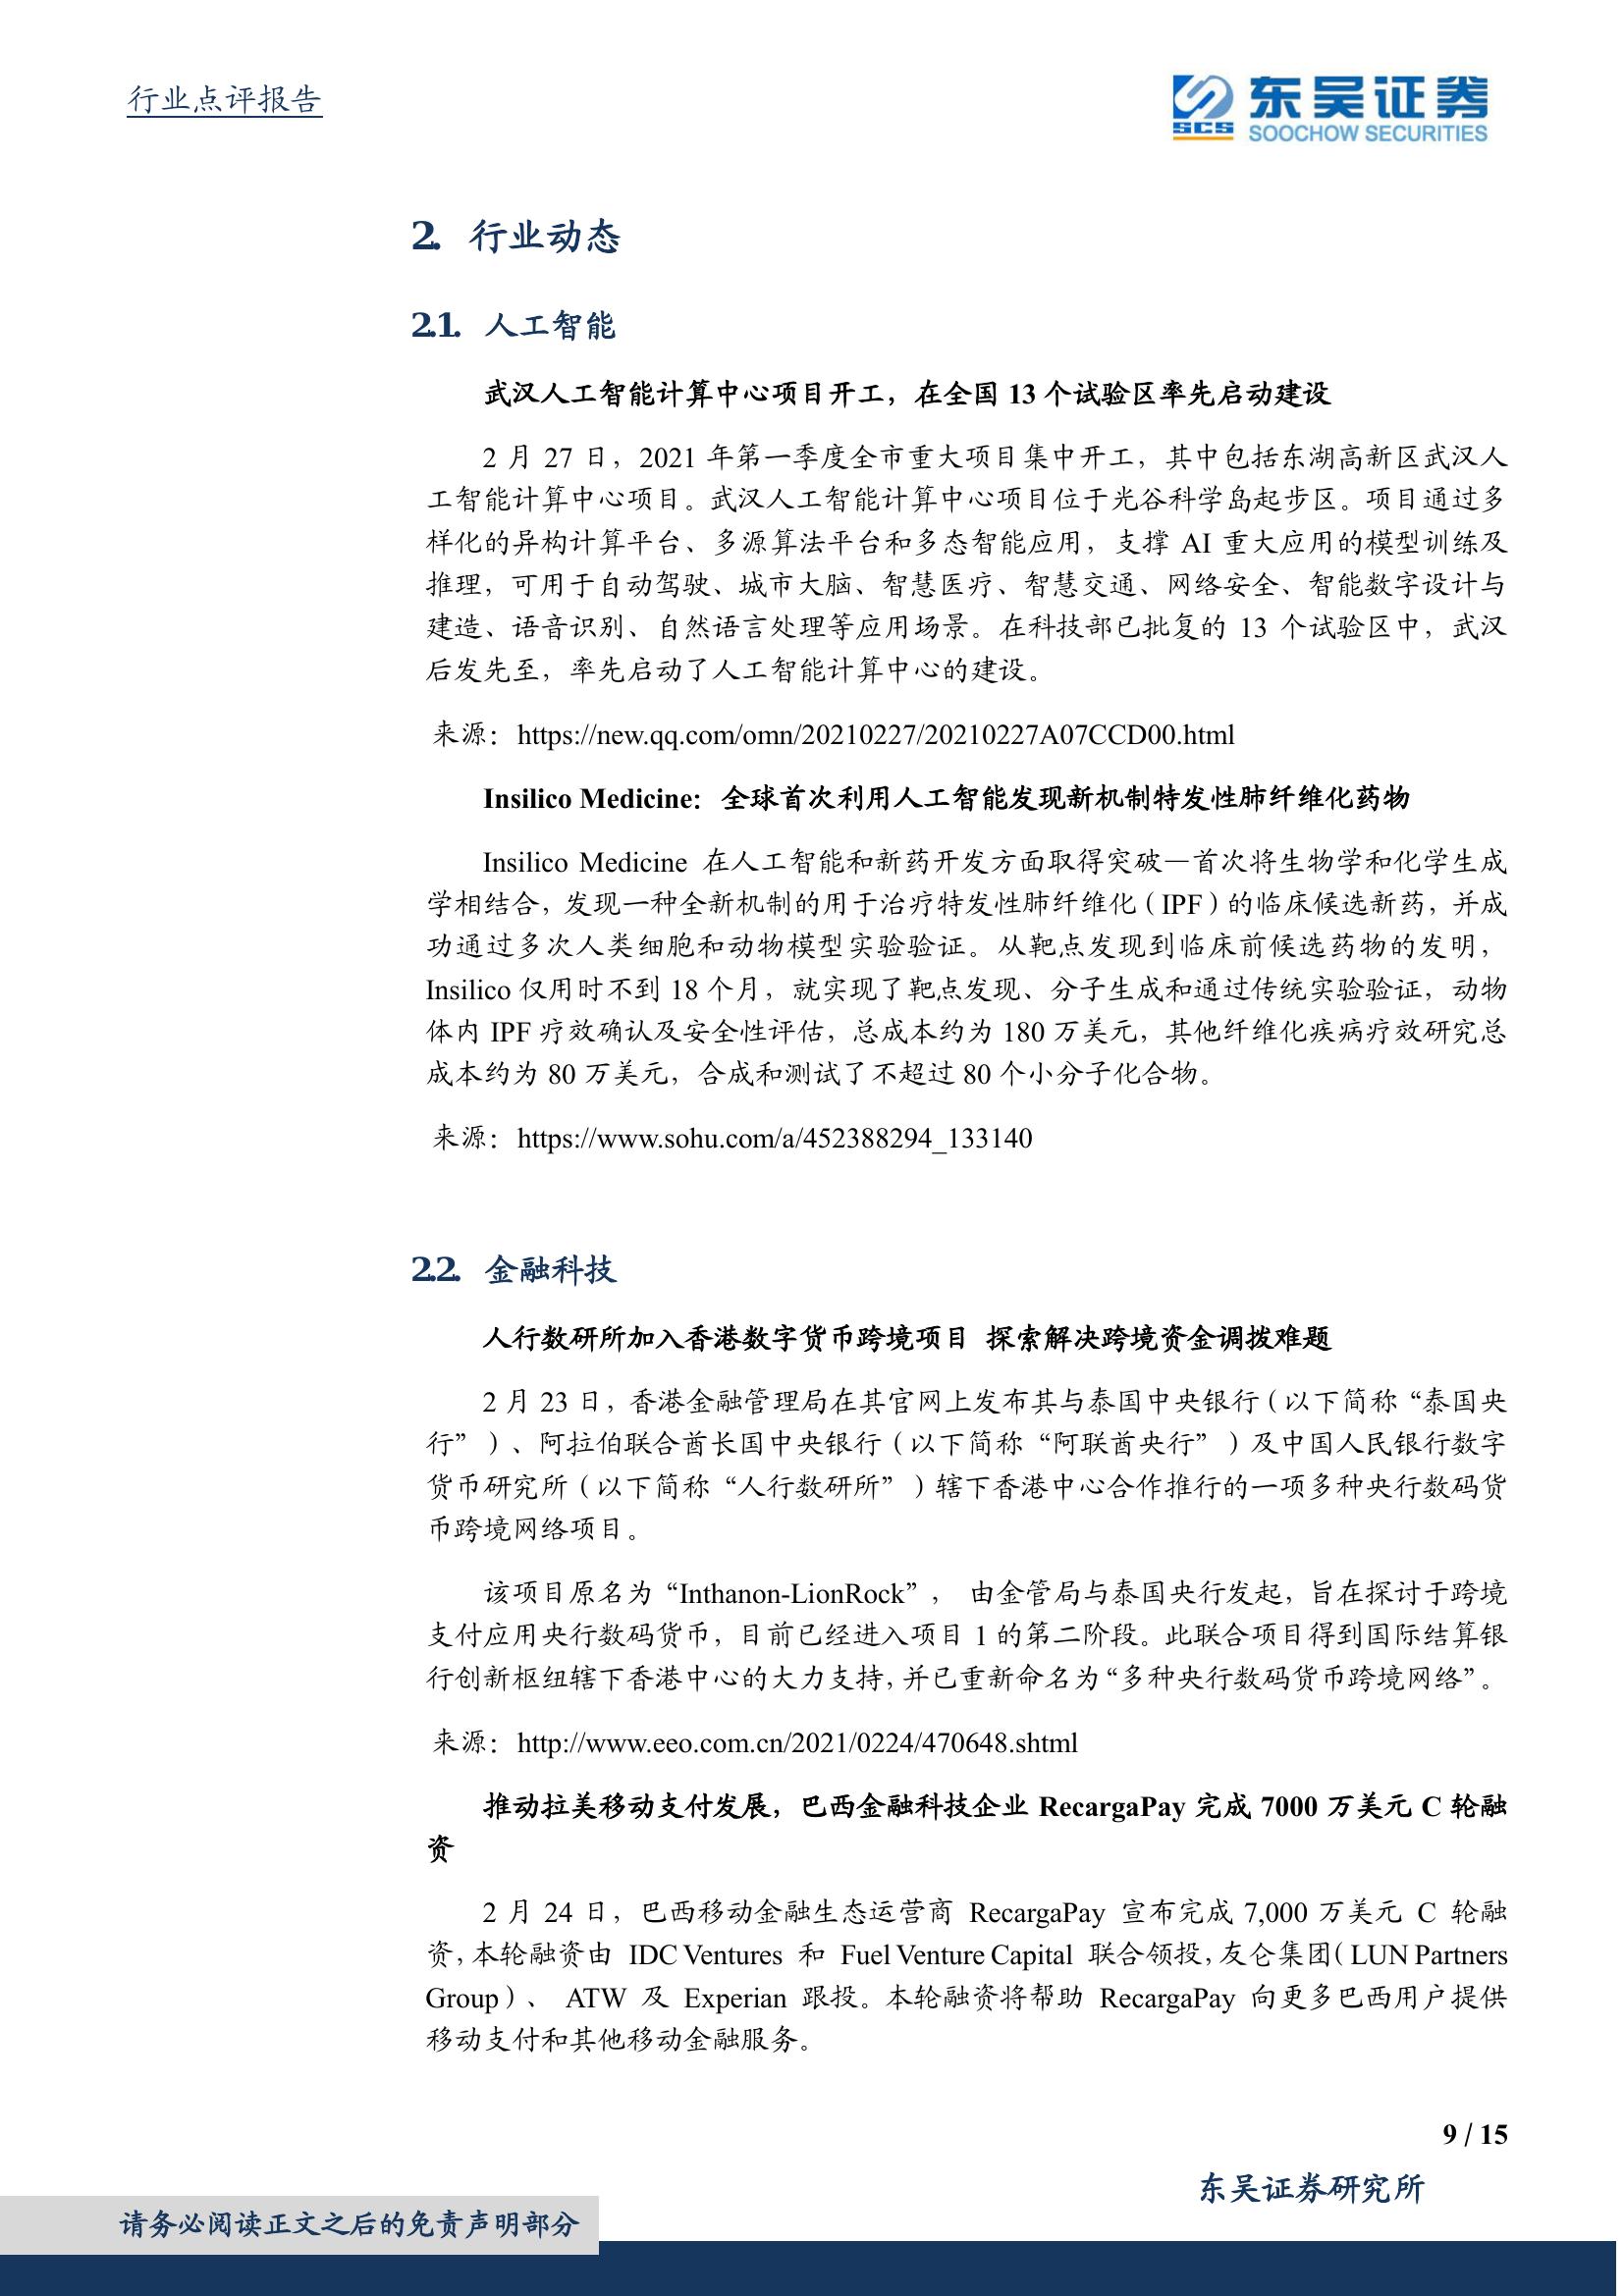 行业点评报告
SCS
东吴证券
SOOCHOW SECURITIES
2. 行业动态
2.1. 人工智能
武汉人工智能计算中心项目开工，在全国 13 个试验区率先启动建设
2 月 27 日，2021 年第一季度全市重大项目集中开工，其中包括东湖高新区武汉人
工智能计算中心项目。武汉人工智能计算中心项目位于光谷科学岛起步区。项目通过多
样化的异构计算平台、多源算法平台和多态智能应用，支撑 AI 重大应用的模型训练及
推理，可用于自动驾驶、城市大脑、智慧医疗、智慧交通、网络安全、智能数字设计与
建造、语音识别、自然语言处理等应用场景。在科技部已批复的 13 个试验区中，武汉
后发先至，率先启动了人工智能计算中心的建设。
来源：https://new.qq.com/omn/20210227/20210227A07CCD00.html
Insilico Medicine：全球首次利用人工智能发现新机制特发性肺纤维化药物
Insilico Medicine 在人工智能和新药开发方面取得突破—首次将生物学和化学生成
学相结合，发现一种全新机制的用于治疗特发性肺纤维化（IPF）的临床候选新药，并成
功通过多次人类细胞和动物模型实验验证。从靶点发现到临床前候选药物的发明，
Insilico 仅用时不到 18 个月，就实现了靶点发现、分子生成和通过传统实验验证，动物
体内 IPF 疗效确认及安全性评估，总成本约为 180 万美元，其他纤维化疾病疗效研究总
成本约为 80 万美元，合成和测试了不超过 80 个小分子化合物。
来源：https://www.sohu.com/a/452388294_133140
2.2. 金融科技
人行数研所加入香港数字货币跨境项目 探索解决跨境资金调拨难题
2 月 23 日，香港金融管理局在其官网上发布其与泰国中央银行（以下简称“泰国央
行”）、阿拉伯联合酋长国中央银行（以下简称“阿联酋央行”）及中国人民银行数字
货币研究所（以下简称“人行数研所”）辖下香港中心合作推行的一项多种央行数码货
币跨境网络项目。
该项目原名为“Inthanon-LionRock”， 由金管局与泰国央行发起，旨在探讨于跨境
支付应用央行数码货币，目前已经进入项目 1 的第二阶段。此联合项目得到国际结算银
行创新枢纽辖下香港中心的大力支持，并已重新命名为“多种央行数码货币跨境网络”。
来源：http://www.eeo.com.cn/2021/0224/470648.shtml
推动拉美移动支付发展，巴西金融科技企业 RecargaPay 完成 7000 万美元 C 轮融
资
2 月 24 日，巴西移动金融生态运营商 RecargaPay 宣布完成 7,000 万美元 C 轮融
资，本轮融资由 IDC Ventures 和 Fuel Venture Capital 联合领投，友仑集团（LUN Partners
Group）、 ATW 及 Experian 跟投。本轮融资将帮助 RecargaPay 向更多巴西用户提供
移动支付和其他移动金融服务。
9 / 15
东吴证券研究所
请务必阅读正文之后的免责声明部分